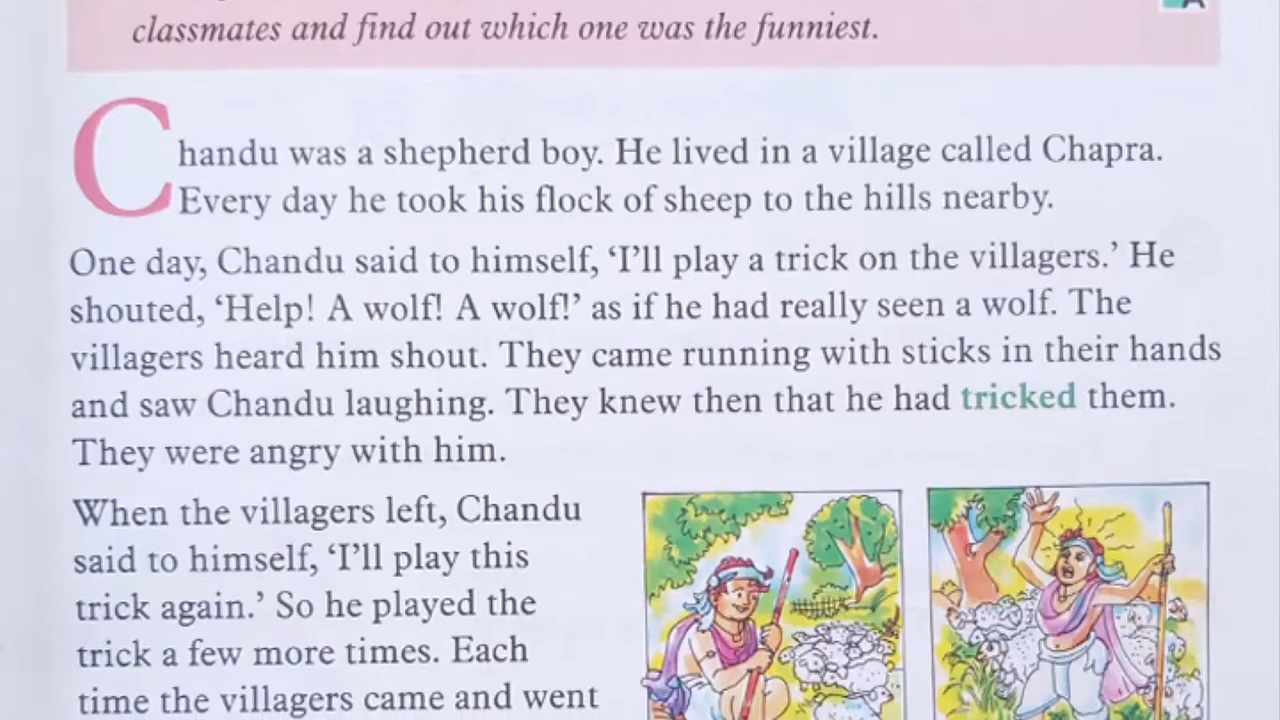 classmates and find out which one was the funniest.
Chandu was a shepherd boy. He lived in a village called Chapra.
Every day he took his flock of sheep to the hills nearby.
One day, Chandu said to himself, ‘I’ll play a trick on the villagers.’ He
shouted, ‘Help! A wolf! A wolf!’ as if he had really seen a wolf. The
villagers heard him shout. They came running with sticks in their hands
and saw Chandu laughing. They knew then that he had tricked them.
They were angry with him.
When the villagers left, Chandu
said to himself, ‘I’ll play this
trick again.’ So he played the
trick a few more times. Each
time the villagers came and went